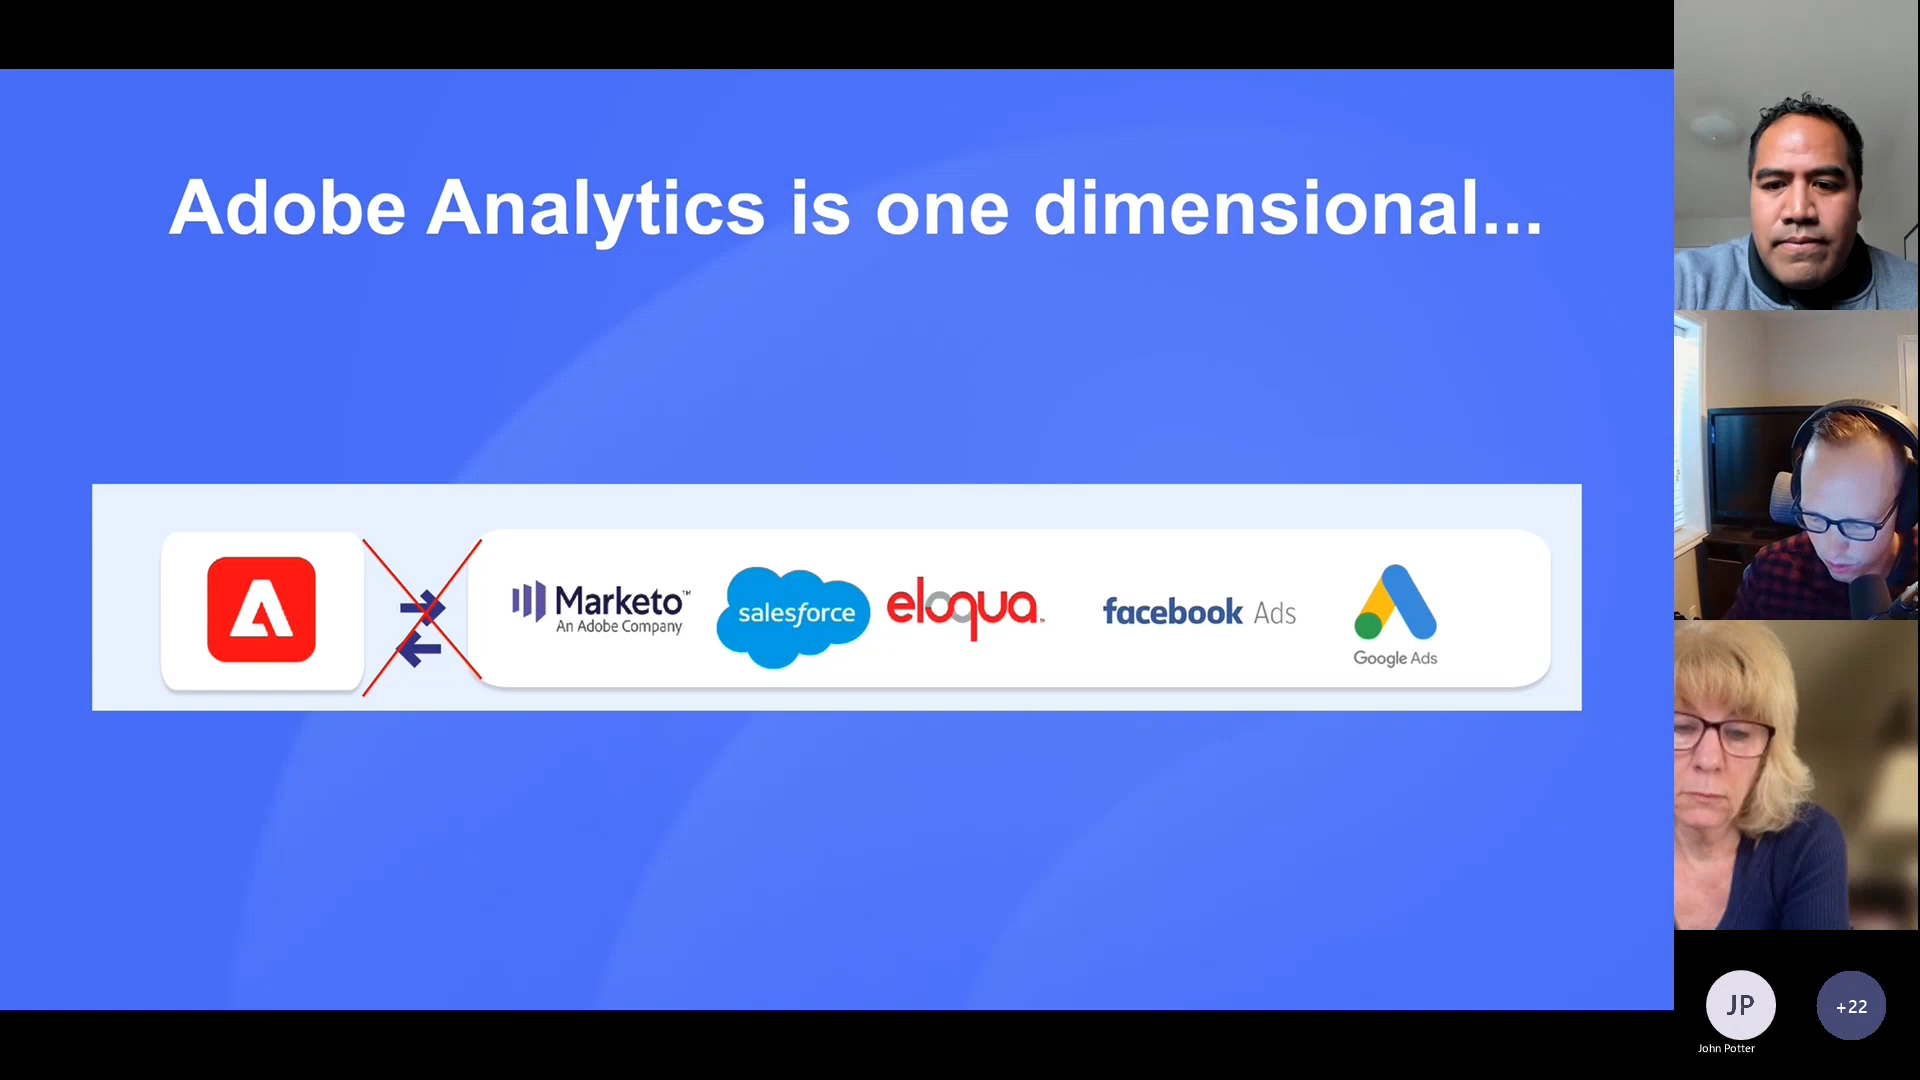 Adobe Analytics is one dimensional...
Marketo™
An Adobe Company
salesforce
eloqua
facebook Ads
Google Ads
JP
+22
John Potter